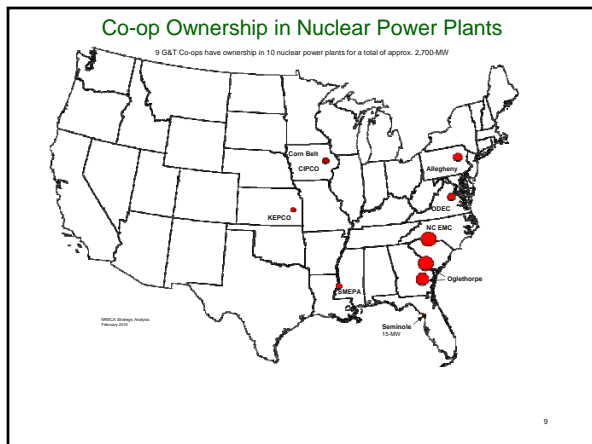 Co-op Ownership in Nuclear Power Plants
9 G&T Co-ops have ownership in 10 nuclear power plants for a total of approx. 2,700-MW
Corn Belt
CIPCO
Allegheny
ODEC
KEPCO
NC EMC
Oglethorpe
SMEPA
Seminole
15-MW
NRECA Strategic Analysis
February 2010
9